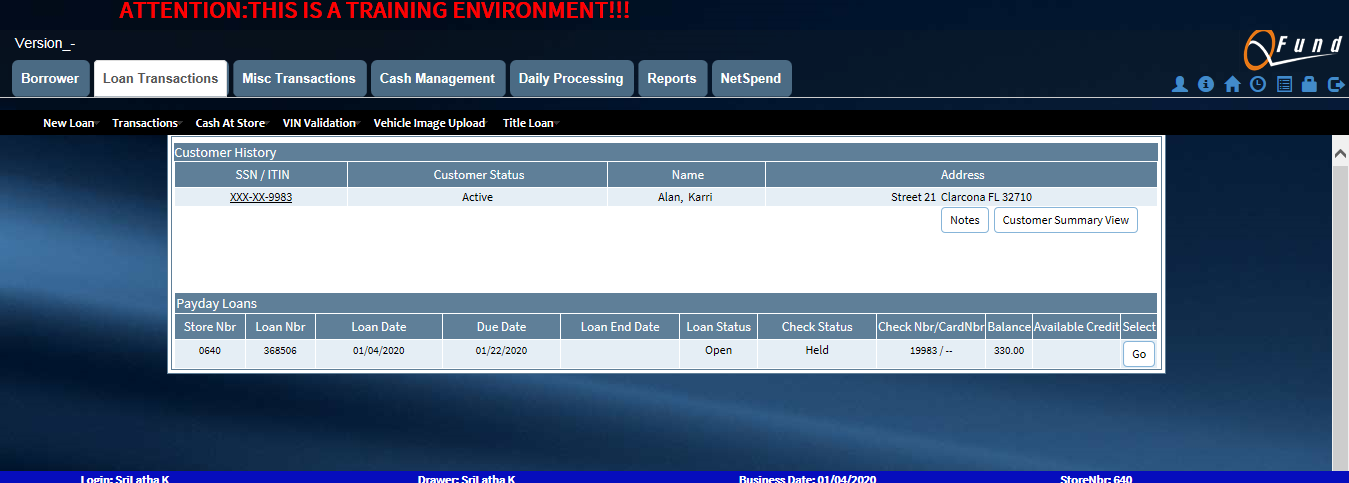 ATTENTION:THIS IS A TRAINING ENVIRONMENT!!!
Version_-
QFund
Borrower Loan Transactions Misc Transactions Cash Management Daily Processing Reports NetSpend
New Loan Transactions Cash At Store VIN Validation Vehicle Image Upload Title Loan
Customer History
SSN / ITIN Customer Status Name Address
XXX-XX-9983 Active Alan, Karri Street 21 Clarcona FL 32710
Notes Customer Summary View
Payday Loans
Store Nbr Loan Nbr Loan Date Due Date Loan End Date Loan Status Check Status Check Nbr/CardNbr Balance Available Credit Select
0640 368506 01/04/2020 01/22/2020 Open Held 19983 / -- 330.00 Go
Login: SriLatha K Drawer: SriLatha K Business Date: 01/04/2020 StoreNbr: 640